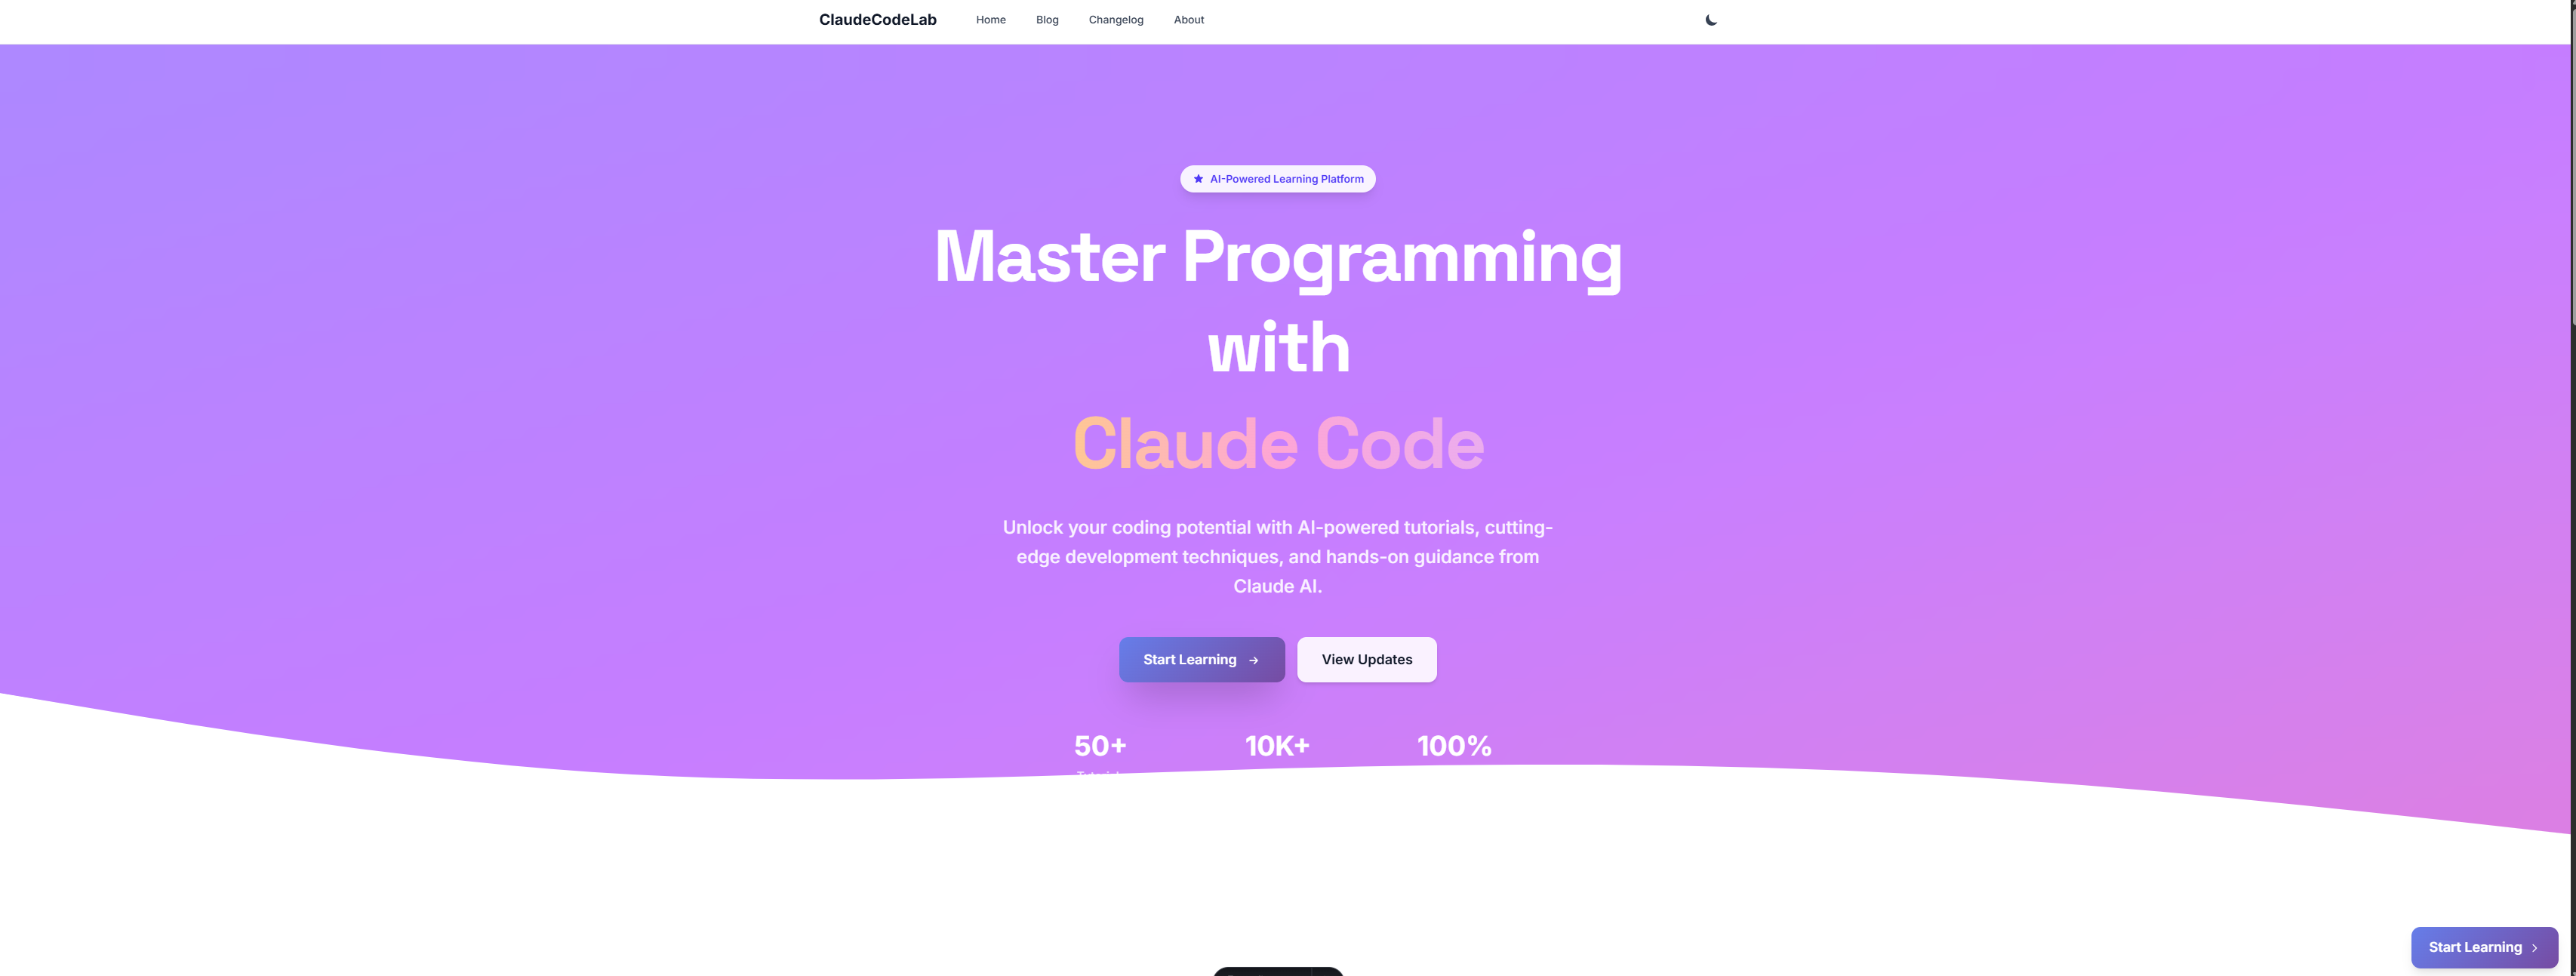 ClaudeCodeLab
Home
Blog
Changelog
About
AI-Powered Learning Platform
Master Programming
with
Claude Code
Unlock your coding potential with AI-powered tutorials, cutting-
edge development techniques, and hands-on guidance from
Claude AI.
Start Learning →
View Updates
50+
10K+
100%
Start Learning >